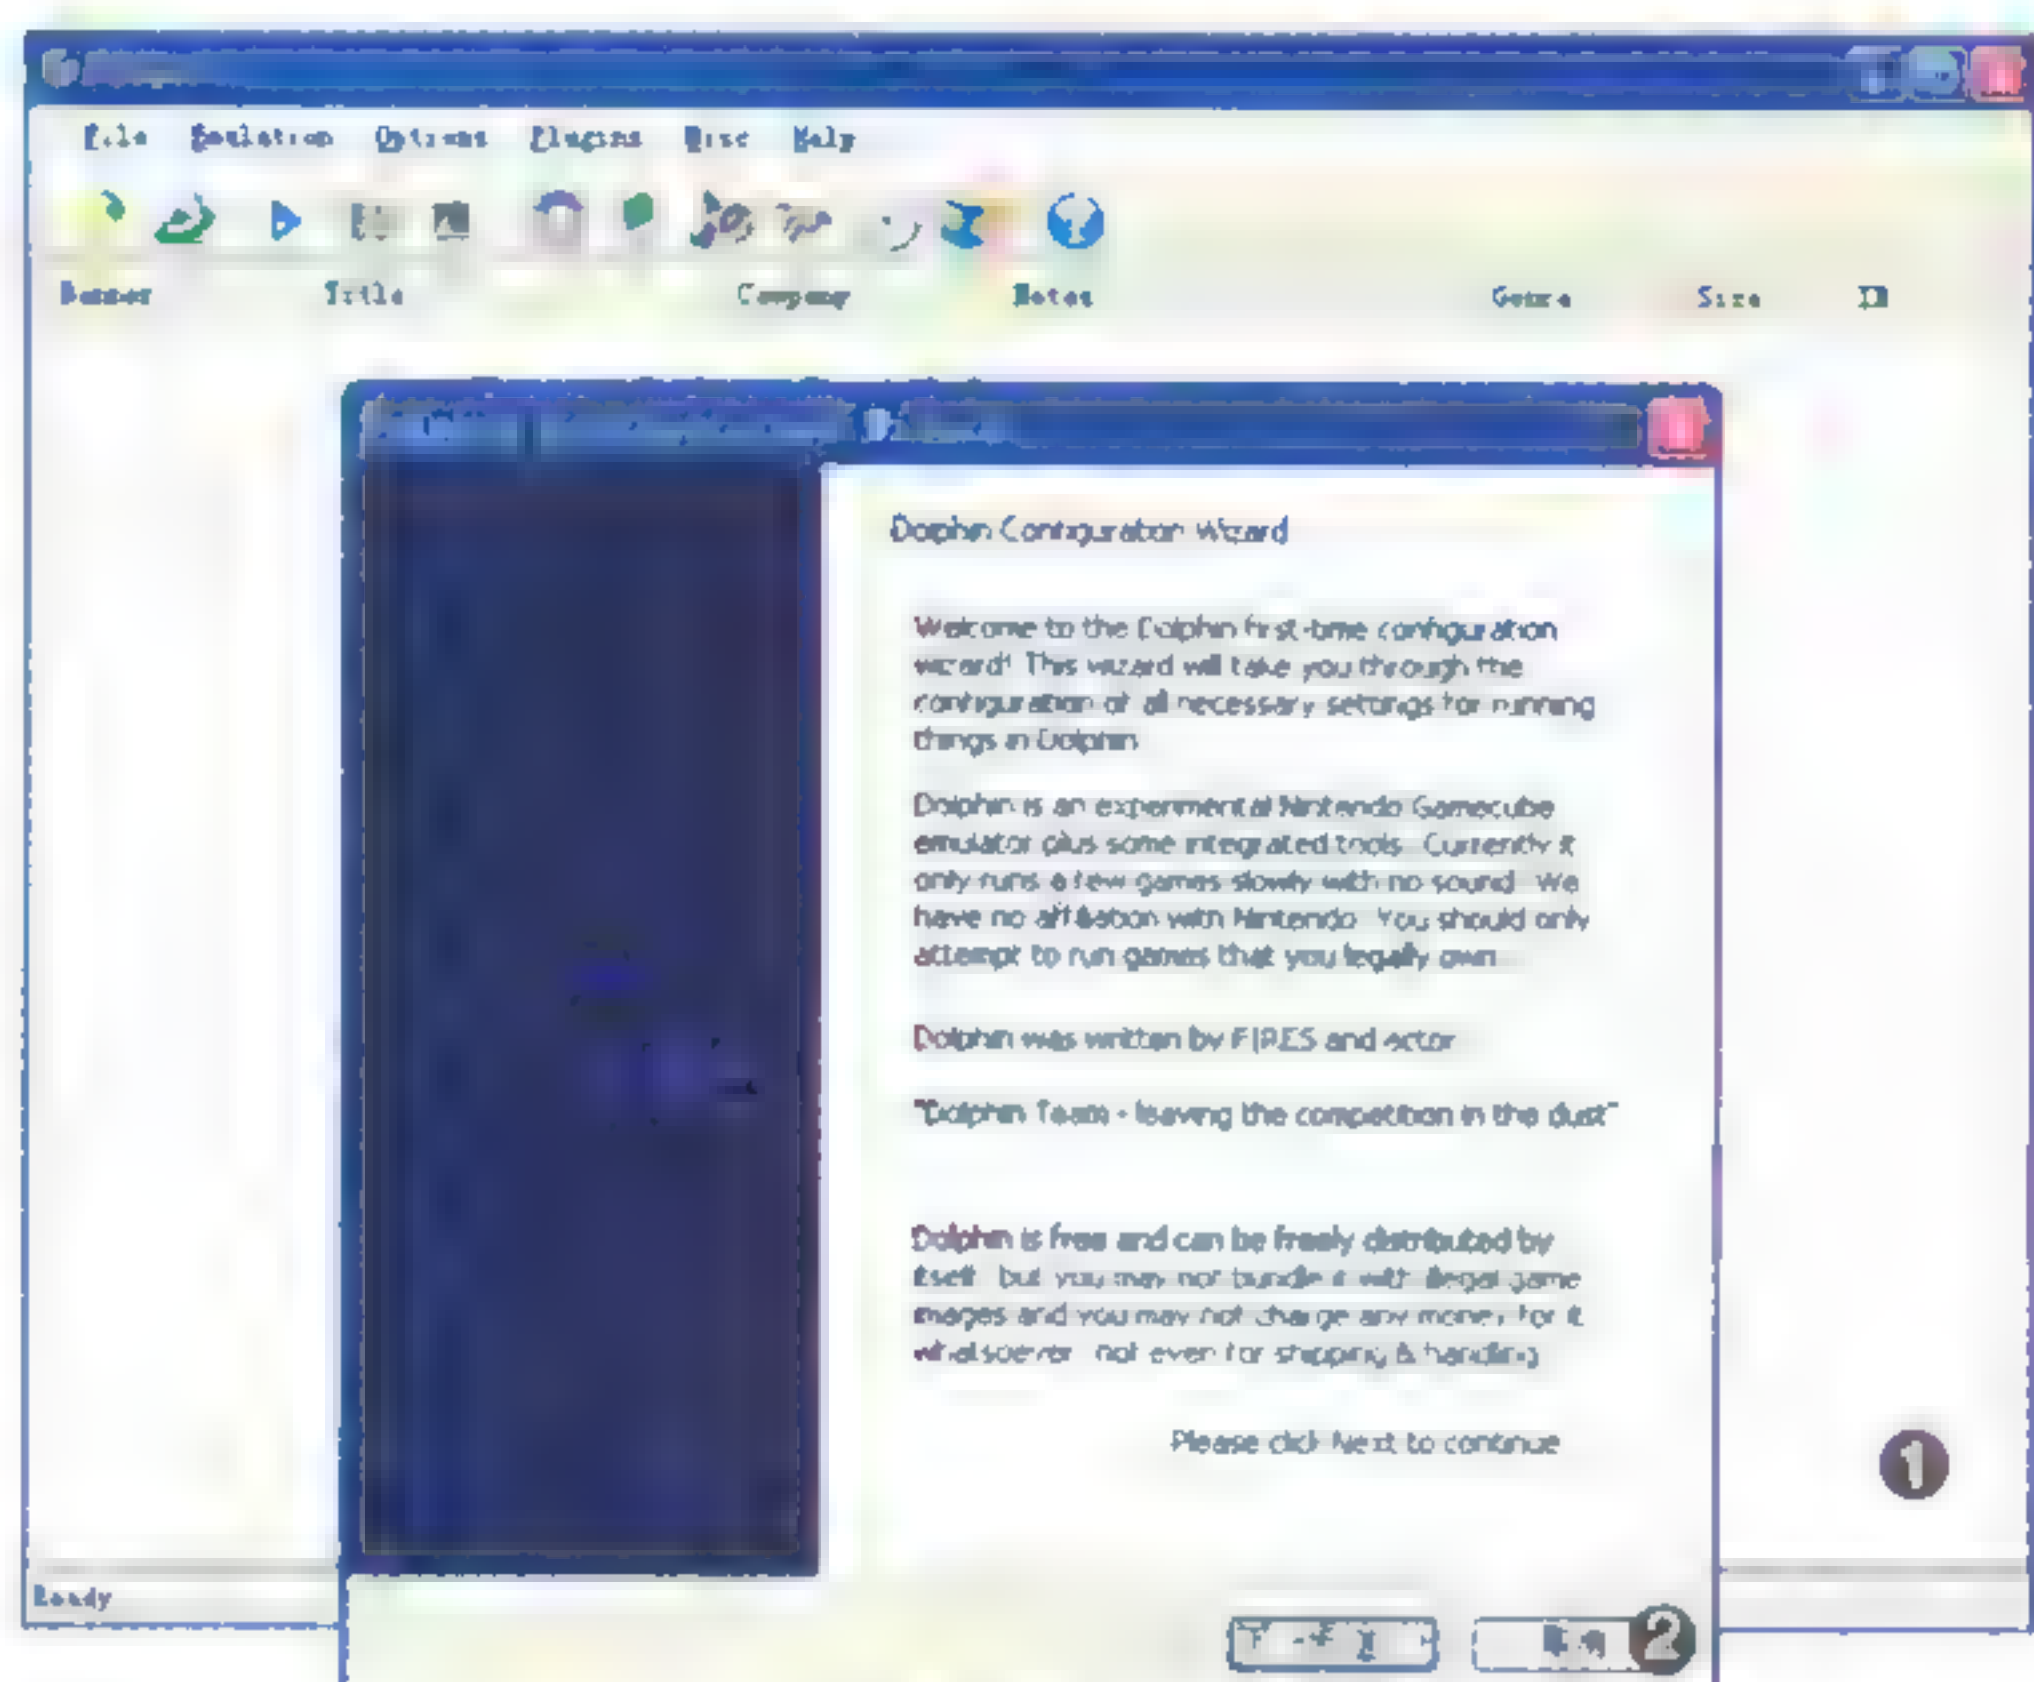 File Emulation Options Plugins Disc Help
Banner Title Company Notes Genre Size ID
Dolphin Configuration Wizard
Welcome to the Dolphin first-time configuration
wizard! This wizard will take you through the
configuration of all necessary settings for running
things in Dolphin
Dolphin is an experimental Nintendo Gamecube
emulator plus some integrated tools. Currently it
only runs a few games slowly with no sound. We
have no affiliation with Nintendo. You should only
attempt to run games that you legally own
Dolphin was written by F|RES and ector
"Dolphin Team - leaving the competition in the dust"
Dolphin is free and can be freely distributed by
itself, but you may not bundle it with illegal game
images and you may not charge any money for it
whatsoever, not even for shipping & handling
Please click Next to continue
1
Ready
2